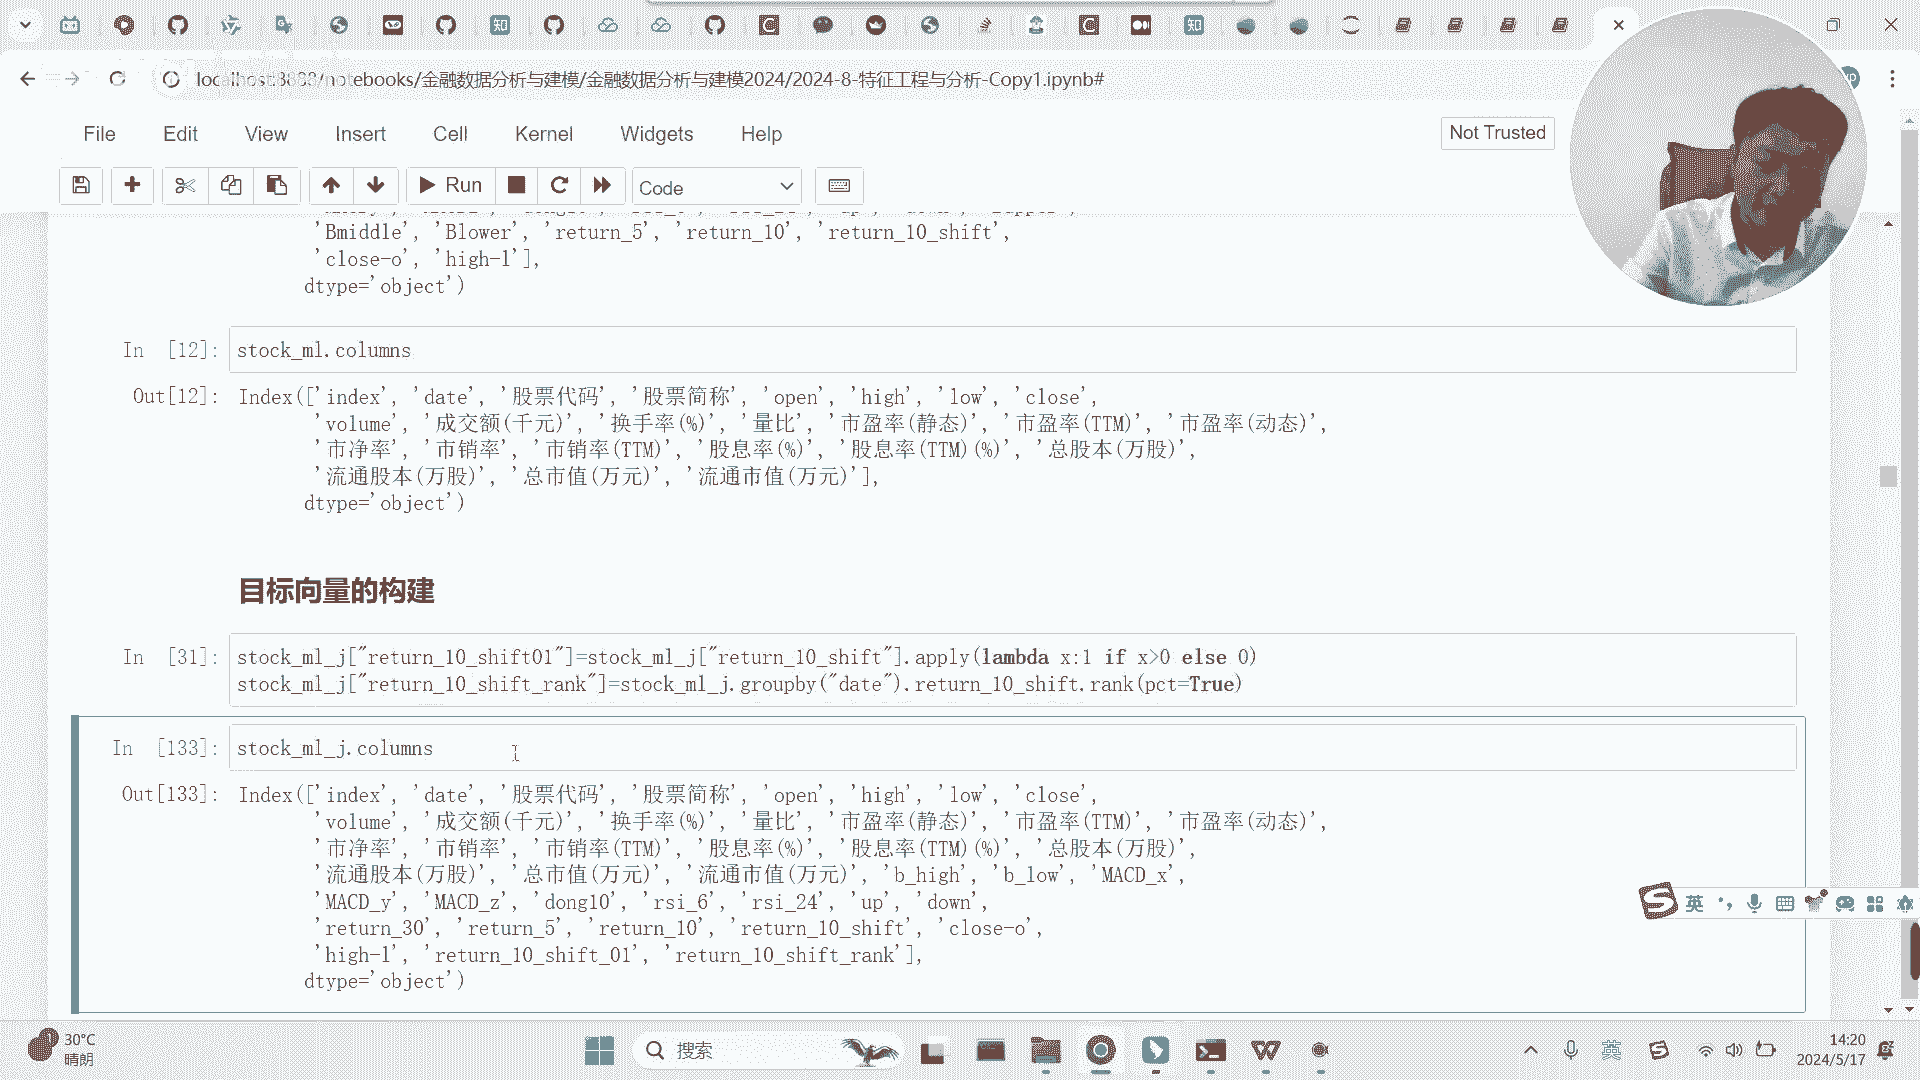 localhost:8888/notebooks/金融数据分析与建模/金融数据分析与建模2024/2024-8-特征工程与分析-Copy1.ipynb#
File Edit View Insert Cell Kernel Widgets Help
Not Trusted
Run
Code
'Bmiddle', 'Blower', 'return_5', 'return_10', 'return_10_shift',
'close-o', 'high-l'],
dtype='object')
In [12]: stock_ml.columns
Out[12]: Index(['index', 'date', '股票代码', '股票简称', 'open', 'high', 'low', 'close',
'volume', '成交额(千元)', '换手率(%)', '量比', '市盈率(静态)', '市盈率(TTM)', '市盈率(动态)',
'市净率', '市销率', '市销率(TTM)', '股息率(%)', '股息率(TTM)(%)', '总股本(万股)',
'流通股本(万股)', '总市值(万元)', '流通市值(万元)'],
dtype='object')
目标向量的构建
In [31]: stock_ml_j["return_10_shift01"]=stock_ml_j["return_10_shift"].apply(lambda x:1 if x>0 else 0)
stock_ml_j["return_10_shift_rank"]=stock_ml_j.groupby("date").return_10_shift.rank(pct=True)
In [133]: stock_ml_j.columns
Out[133]: Index(['index', 'date', '股票代码', '股票简称', 'open', 'high', 'low', 'close',
'volume', '成交额(千元)', '换手率(%)', '量比', '市盈率(静态)', '市盈率(TTM)', '市盈率(动态)',
'市净率', '市销率', '市销率(TTM)', '股息率(%)', '股息率(TTM)(%)', '总股本(万股)',
'流通股本(万股)', '总市值(万元)', '流通市值(万元)', 'b_high', 'b_low', 'MACD_x',
'MACD_y', 'MACD_z', 'dong10', 'rsi_6', 'rsi_24', 'up', 'down',
'return_30', 'return_5', 'return_10', 'return_10_shift', 'close-o',
'high-l', 'return_10_shift_01', 'return_10_shift_rank'],
dtype='object')
英
30°C
晴朗
搜索
英
14:20
2024/5/17